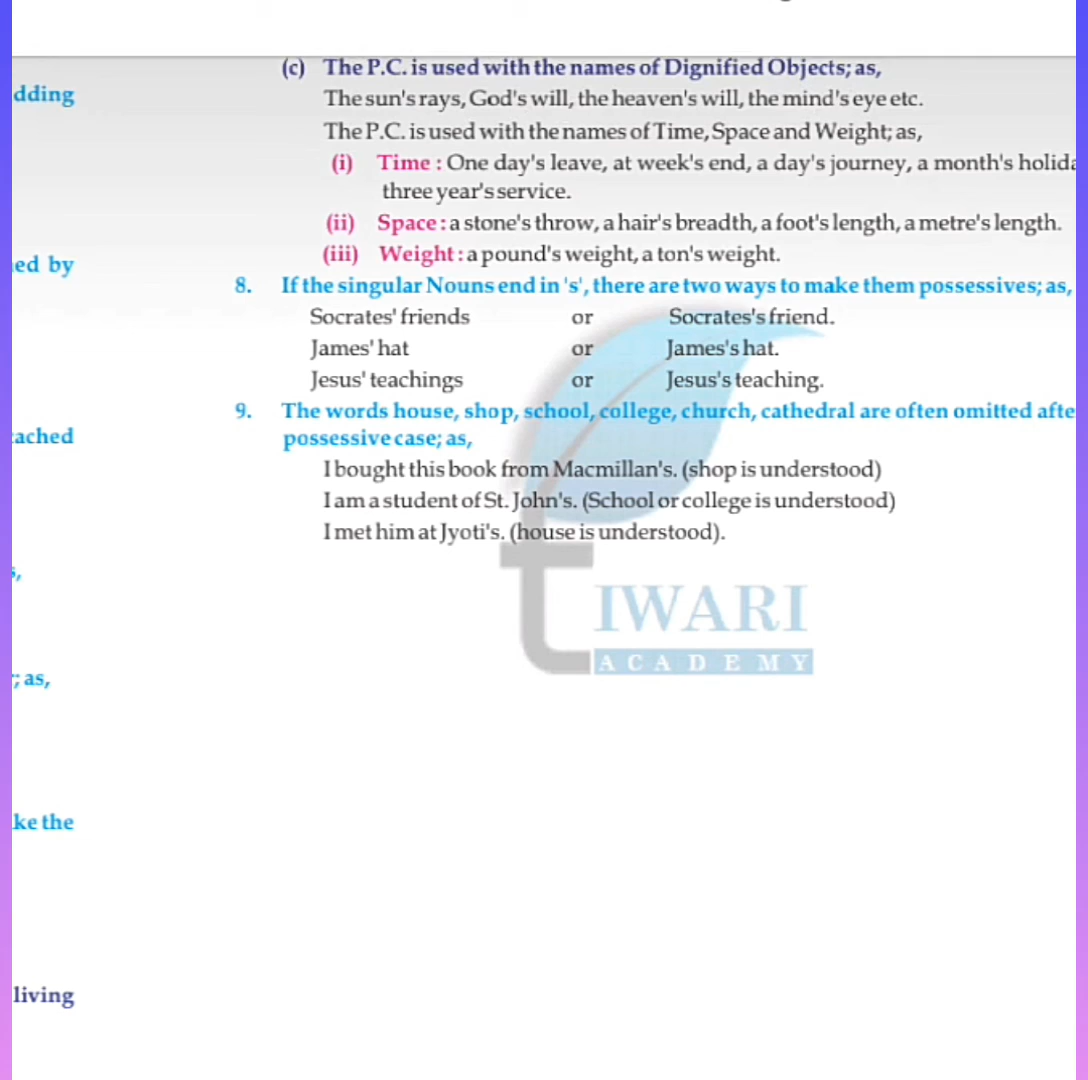 (c) The P.C. is used with the names of Dignified Objects; as,
dding
The sun's rays, God's will, the heaven's will, the mind's eye etc.
The P.C. is used with the names of Time, Space and Weight; as,
(i) Time : One day's leave, at week's end, a day's journey, a month's holida
three year's service.
(ii) Space : a stone's throw, a hair's breadth, a foot's length, a metre's length.
(iii) Weight : a pound's weight, a ton's weight.
ed by
8. If the singular Nouns end in 's', there are two ways to make them possessives; as,
Socrates' friends or Socrates's friend.
James' hat or James's hat.
Jesus' teachings or Jesus's teaching.
9. The words house, shop, school, college, church, cathedral are often omitted afte
ached
possessive case; as,
I bought this book from Macmillan's. (shop is understood)
I am a student of St. John's. (School or college is understood)
I met him at Jyoti's. (house is understood).
s,
TIWARI
ACADEMY
; as,
ke the
living